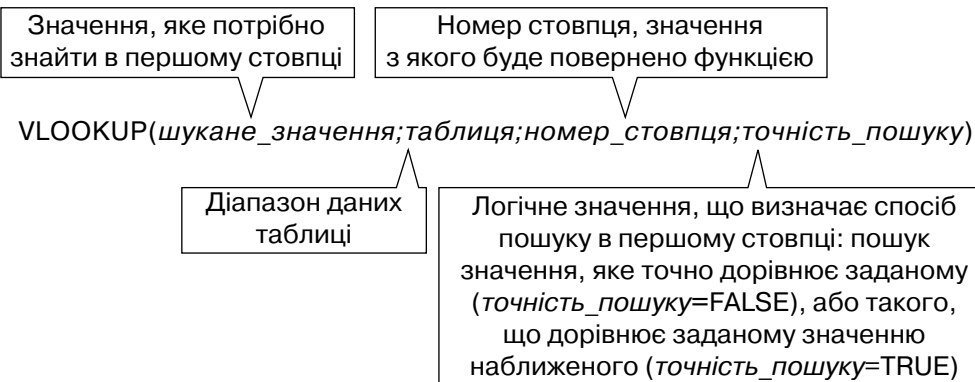 Значення, яке потрібно
знайти в першому стовпці
Номер стовпця, значення
з якого буде повернено функцією
VLOOKUP(шукане_значення;таблиця;номер_стовпця;точність_пошуку)
Діапазон даних
таблиці
Логічне значення, що визначає спосіб
пошуку в першому стовпці: пошук
значення, яке точно дорівнює заданому
(точність_пошуку=FALSE), або такого,
що дорівнює заданому значенню
наближеного (точність_пошуку=TRUE)